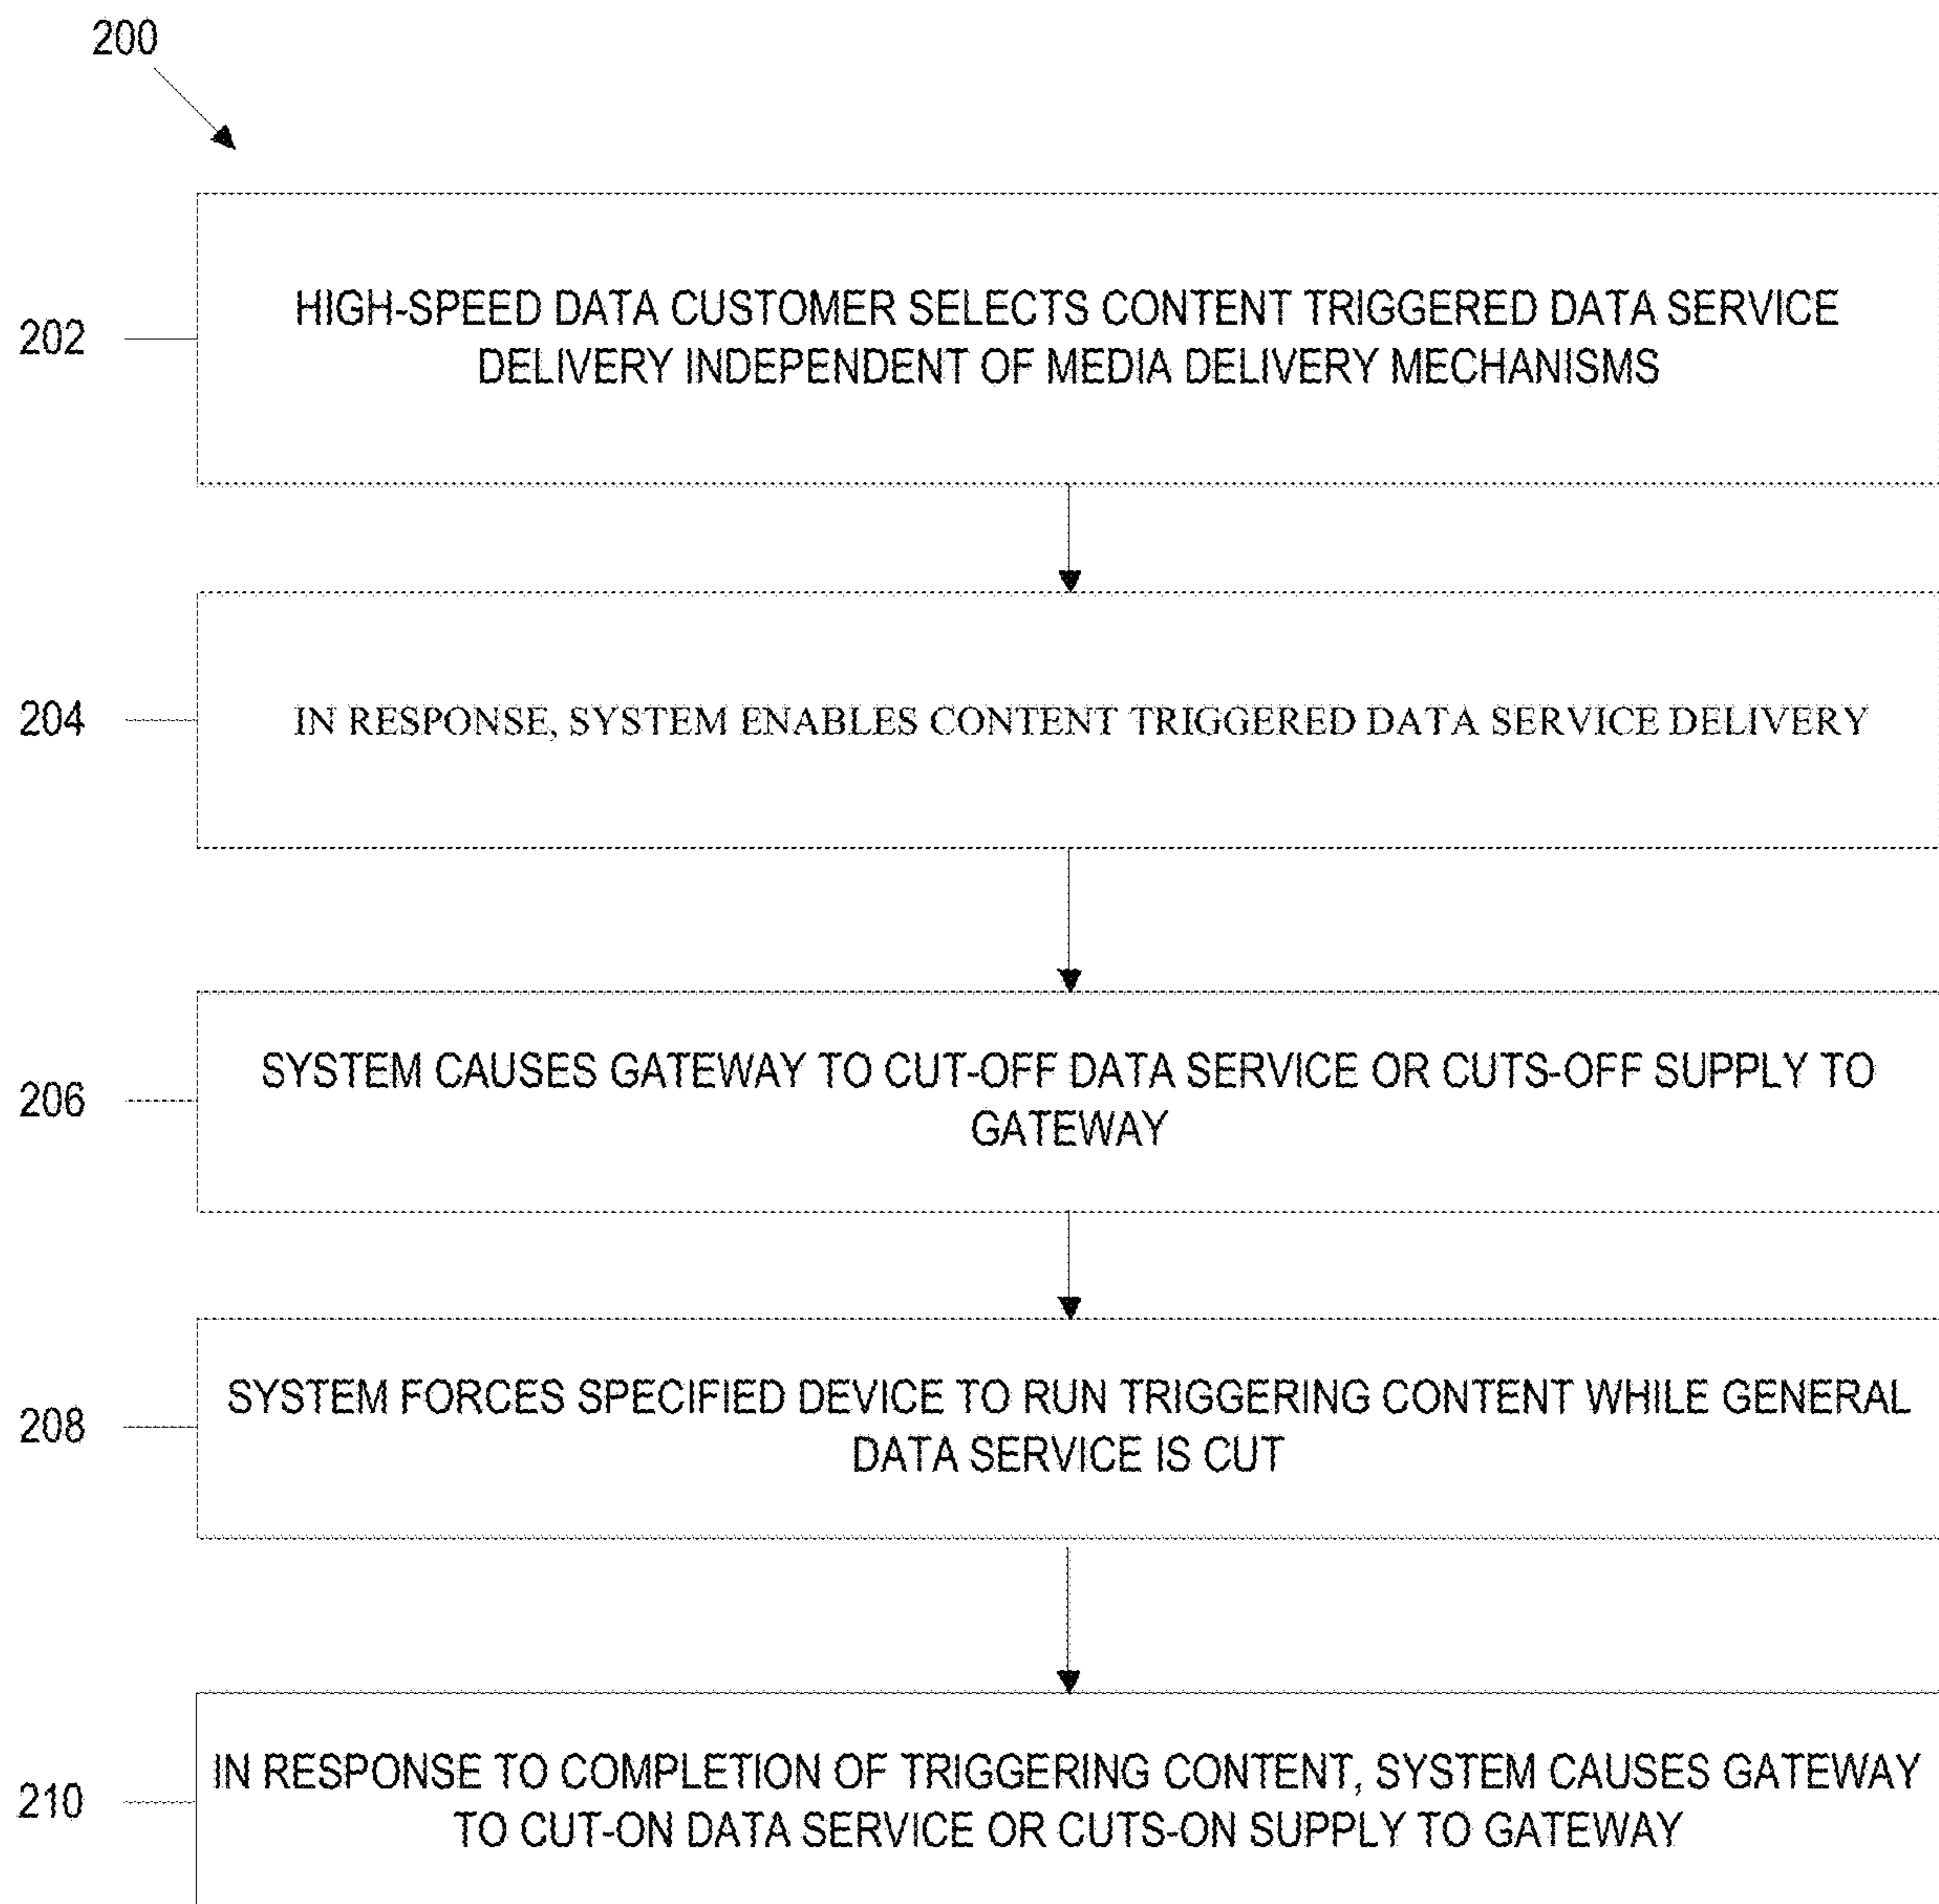 200
202
HIGH-SPEED DATA CUSTOMER SELECTS CONTENT TRIGGERED DATA SERVICE
DELIVERY INDEPENDENT OF MEDIA DELIVERY MECHANISMS
204
IN RESPONSE, SYSTEM ENABLES CONTENT TRIGGERED DATA SERVICE DELIVERY
206
SYSTEM CAUSES GATEWAY TO CUT-OFF DATA SERVICE OR CUTS-OFF SUPPLY TO
GATEWAY
208
SYSTEM FORCES SPECIFIED DEVICE TO RUN TRIGGERING CONTENT WHILE GENERAL
DATA SERVICE IS CUT
210
IN RESPONSE TO COMPLETION OF TRIGGERING CONTENT, SYSTEM CAUSES GATEWAY
TO CUT-ON DATA SERVICE OR CUTS-ON SUPPLY TO GATEWAY